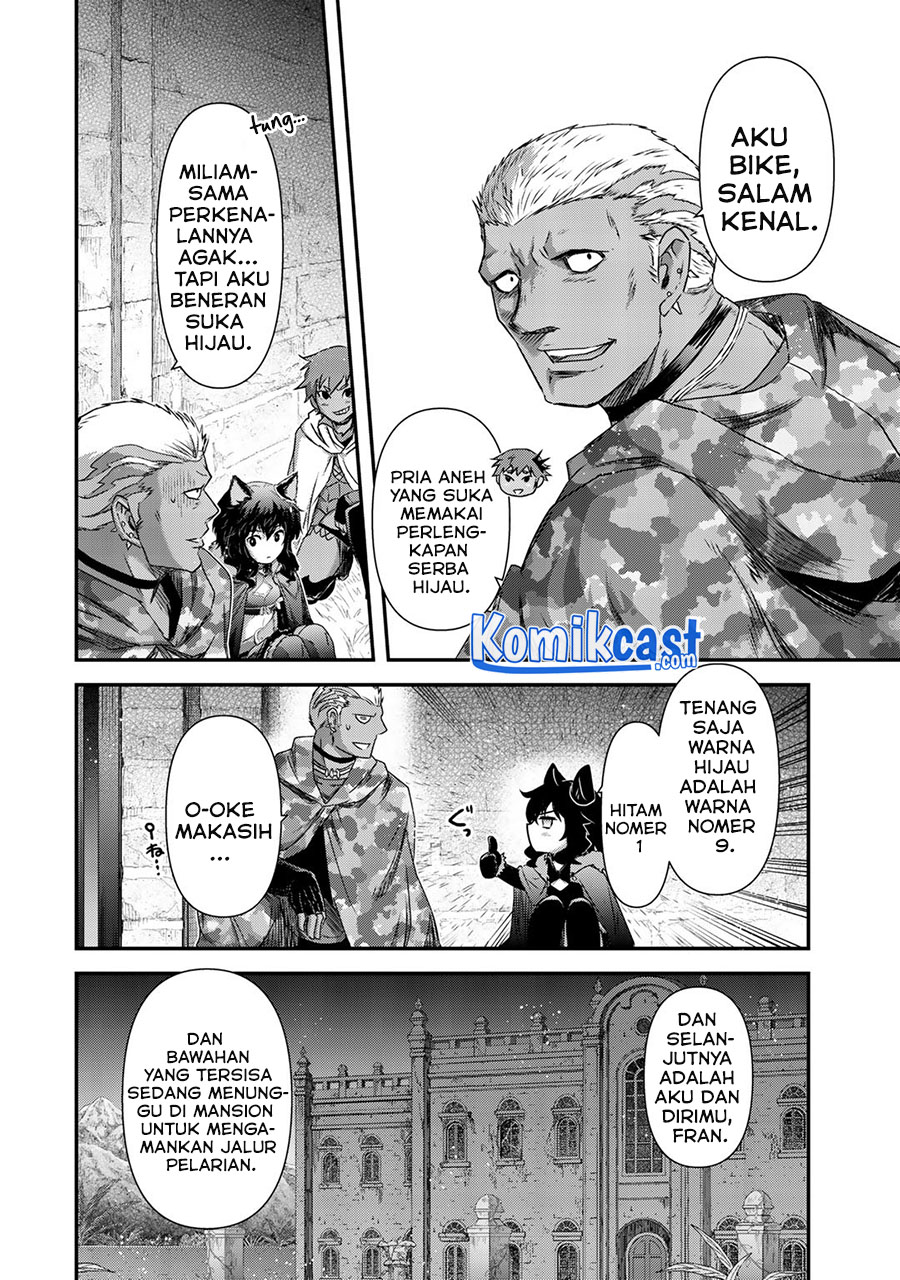 AKU
BIKE,
SALAM
KENAL.
PRIA ANEH
YANG SUKA
MEMAKAI
PERLENG-
KAPAN
SERBA
HIJAU.
tung...
MILIAM-
SAMA
PERKENA-
LANNYA
AGAK...
TAPI AKU
BENERAN
SUKA
HIJAU.
Komikcast
.com
TENANG
SAJA
WARNA
HIJAU
ADALAH
WARNA
NOMER
9.
HITAM
NOMER
1
ぐっ
O-OKE
MAKASIH
...
DAN
SELAN-
JUTNYA
ADALAH
AKU DAN
DIRIMU,
FRAN.
DAN
BAWAHAN
YANG TERSISA
SEDANG MENUNG-
GU DI MANSION
UNTUK MENGA-
MANKAN JALUR
PELARIAN.